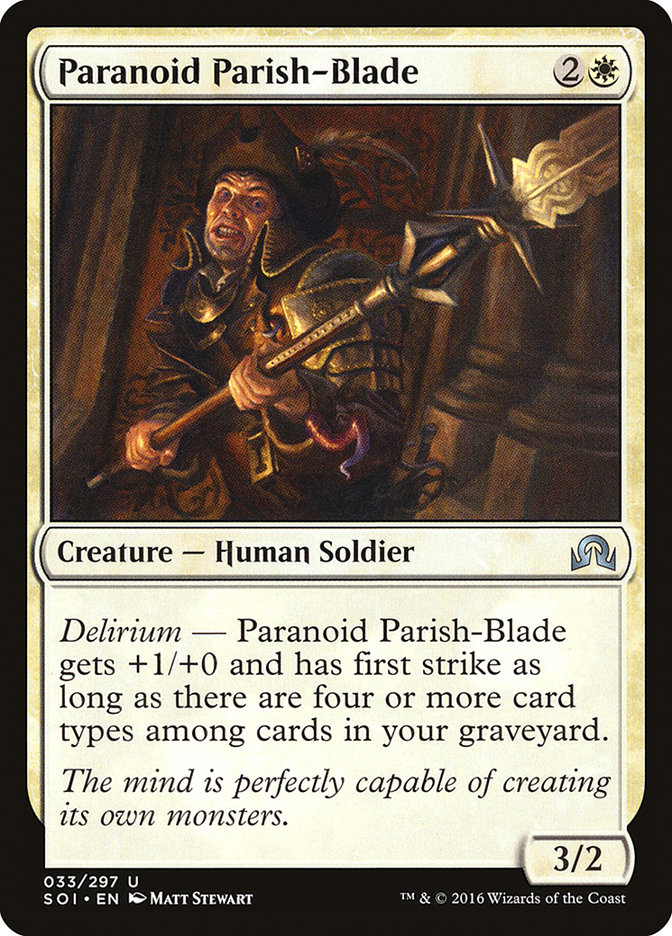 Paranoid Parish-Blade 2
Creature — Human Soldier
Delirium — Paranoid Parish-Blade
gets +1/+0 and has first strike as
long as there are four or more card
types among cards in your graveyard.
The mind is perfectly capable of creating
its own monsters.
3/2
033/297 U
SOI • EN Matt Stewart
™ & © 2016 Wizards of the Coast